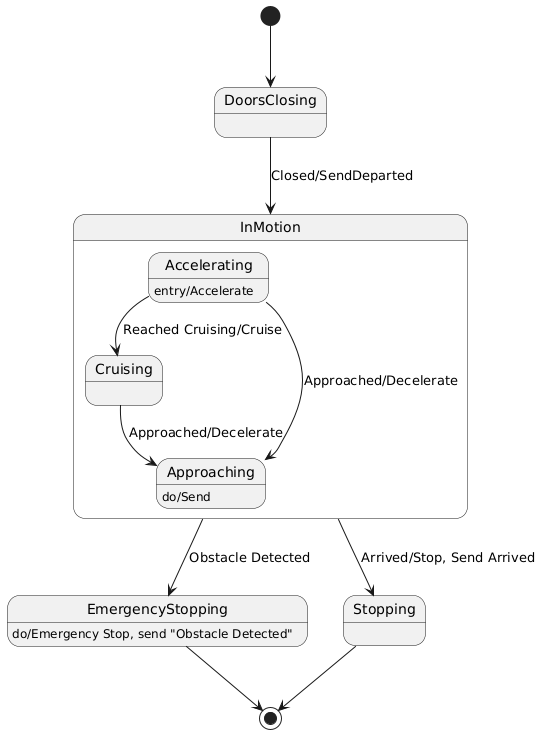 DoorsClosing
Closed/SendDeparted
InMotion
Accelerating
entry/Accelerate
Reached Cruising/Cruise
Cruising
Approached/Decelerate
Approached/Decelerate
Approaching
do/Send
Obstacle Detected
Arrived/Stop, Send Arrived
EmergencyStopping
do/Emergency Stop, send "Obstacle Detected"
Stopping